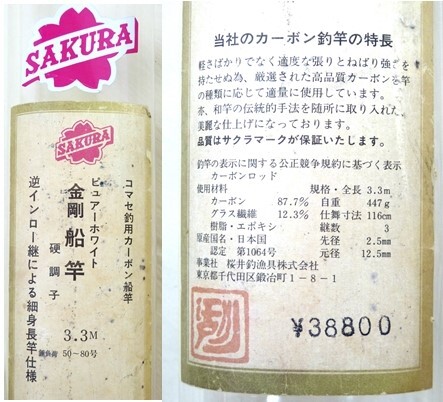 SAKURA
SAKURA
コマセ釣用カーボン船竿
ピュアーホワイト
金剛船竿
硬調子
逆インロー継による細身長竿仕様
3.3M
錘負荷 50～80号
当社のカーボン釣竿の特長
軽さばかりでなく適度な張りとねばり強さを
持たせぬ為、厳選された高品質カーボンを竿
の種類に応じて適量に使用しています。
亦、和竿の伝統的手法を随所に取り入れた、
美麗な仕上げになっております。
品質はサクラマークが保証いたします。
釣竿の表示に関する公正競争規約に基づく表示
カーボンロッド
使用材料 規格・全長 3.3m
カーボン 87.7% 自重 447g
グラス繊維 12.3% 仕舞寸法 116cm
樹脂・エポキシ 継数 3
原産国名・日本国 先径 2.5mm
認定 第1064号 元径 12.5mm
事業社 桜井釣漁具株式会社
東京都千代田区鍛冶町1－8－1
¥38800